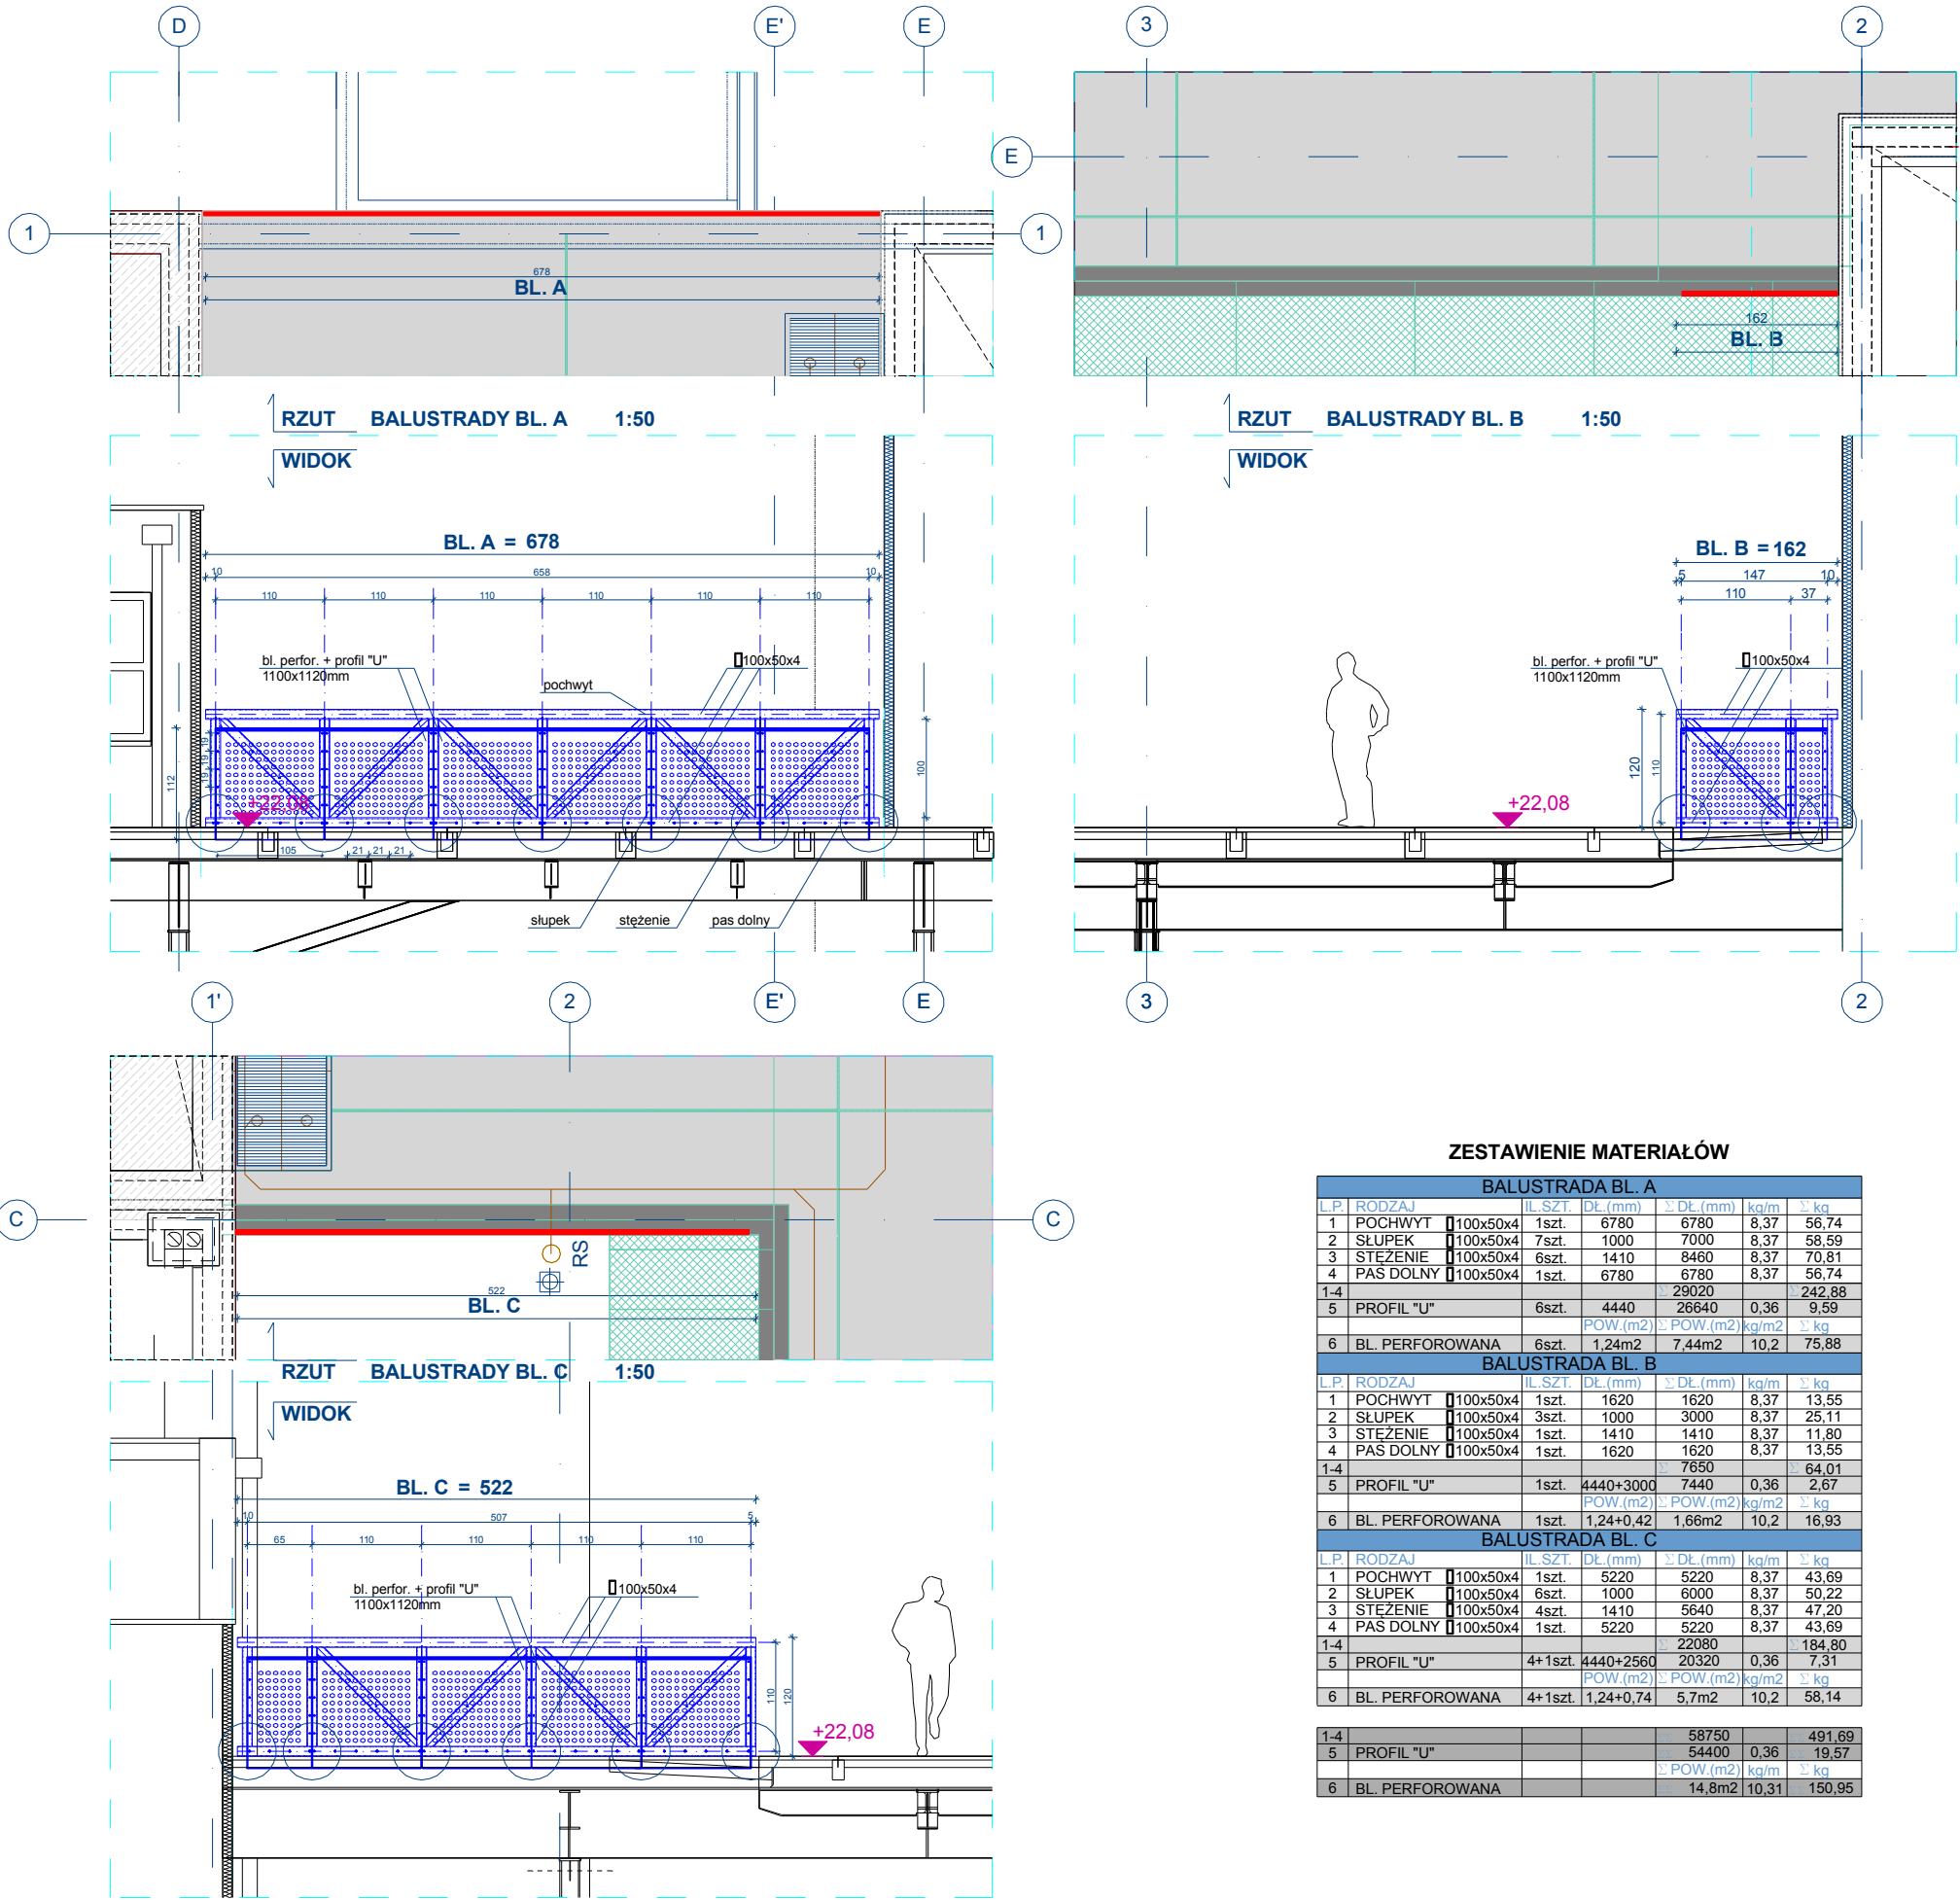 D E' E 3 2
E
1 1
678
BL. A
162
BL. B
RZUT BALUSTRADY BL. A 1:50
WIDOK
RZUT BALUSTRADY BL. B 1:50
WIDOK
BL. A = 678
10 658 10
110 110 110 110 110 110
bl. perfor. + profil "U"
1100x1120mm
pochwyt
100x50x4
19 19 19
112
100
+22,08
105 21 21 21
słupek stężenie pas dolny
BL. B = 162
5 147 10
110 37
bl. perfor. + profil "U"
1100x1120mm
100x50x4
120
110
+22,08
1' 2 E' E 3 2
C C
RS
522
BL. C
RZUT BALUSTRADY BL. C 1:50
WIDOK
BL. C = 522
10 507 5
65 110 110 110 110
bl. perfor. + profil "U"
1100x1120mm
100x50x4
110
120
+22,08
ZESTAWIENIE MATERIAŁÓW
BALUSTRADA BL. A
L.P. RODZAJ IL.SZT. DŁ.(mm) Σ DŁ.(mm) kg/m Σ kg
1 POCHWYT 100x50x4 1szt. 6780 6780 8,37 56,74
2 SŁUPEK 100x50x4 7szt. 1000 7000 8,37 58,59
3 STĘŻENIE 100x50x4 6szt. 1410 8460 8,37 70,81
4 PAS DOLNY 100x50x4 1szt. 6780 6780 8,37 56,74
1-4 Σ 29020 Σ 242,88
5 PROFIL "U" 6szt. 4440 26640 0,36 9,59
POW.(m2) Σ POW.(m2) kg/m2 Σ kg
6 BL. PERFOROWANA 6szt. 1,24m2 7,44m2 10,2 75,88
BALUSTRADA BL. B
L.P. RODZAJ IL.SZT. DŁ.(mm) Σ DŁ.(mm) kg/m Σ kg
1 POCHWYT 100x50x4 1szt. 1620 1620 8,37 13,55
2 SŁUPEK 100x50x4 3szt. 1000 3000 8,37 25,11
3 STĘŻENIE 100x50x4 1szt. 1410 1410 8,37 11,80
4 PAS DOLNY 100x50x4 1szt. 1620 1620 8,37 13,55
1-4 Σ 7650 Σ 64,01
5 PROFIL "U" 1szt. 4440+3000 7440 0,36 2,67
POW.(m2) Σ POW.(m2) kg/m2 Σ kg
6 BL. PERFOROWANA 1szt. 1,24+0,42 1,66m2 10,2 16,93
BALUSTRADA BL. C
L.P. RODZAJ IL.SZT. DŁ.(mm) Σ DŁ.(mm) kg/m Σ kg
1 POCHWYT 100x50x4 1szt. 5220 5220 8,37 43,69
2 SŁUPEK 100x50x4 6szt. 1000 6000 8,37 50,22
3 STĘŻENIE 100x50x4 4szt. 1410 5640 8,37 47,20
4 PAS DOLNY 100x50x4 1szt. 5220 5220 8,37 43,69
1-4 Σ 22080 Σ 184,80
5 PROFIL "U" 4+1szt. 4440+2560 20320 0,36 7,31
POW.(m2) Σ POW.(m2) kg/m2 Σ kg
6 BL. PERFOROWANA 4+1szt. 1,24+0,74 5,7m2 10,2 58,14
1-4 ΣΣ 58750 ΣΣ 491,69
5 PROFIL "U" ΣΣ 54400 0,36 ΣΣ 19,57
Σ POW.(m2) kg/m Σ kg
6 BL. PERFOROWANA ΣΣ 14,8m2 10,31 ΣΣ 150,95